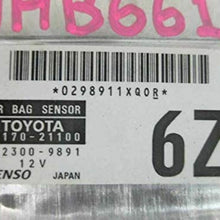 HB661
*0298911XQ0R*
R BAG SENSOR
TOYOTA
170-21100
2300-9891
12V
ENSO JAPAN
6Z